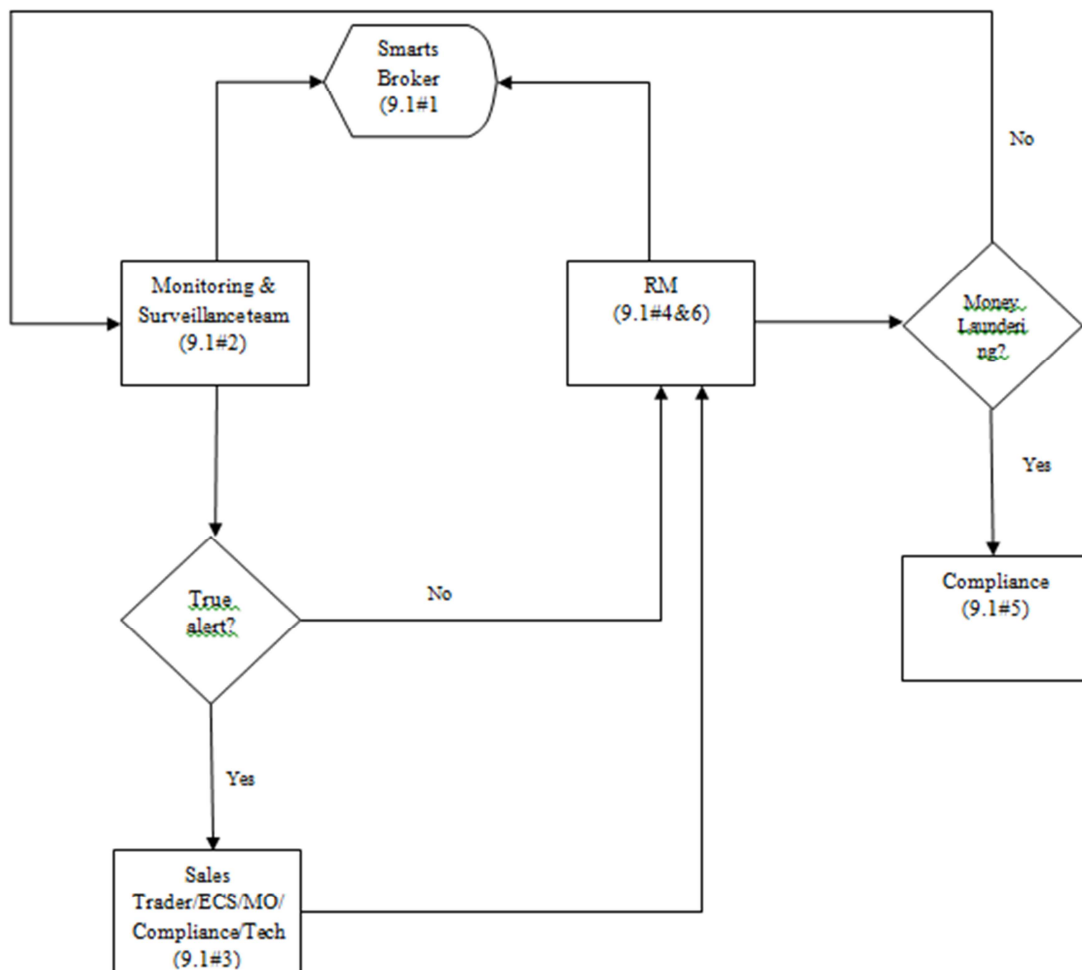 Smarts
Broker
(9.1#1
No
Monitoring &
Surveillance team
(9.1#2)
RM
(9.1#4&6)
Money
Launderi
ng?
Yes
True
alert?
No
Compliance
(9.1#5)
Yes
Sales
Trader/ECS/MO/
Compliance/Tech
(9.1#3)